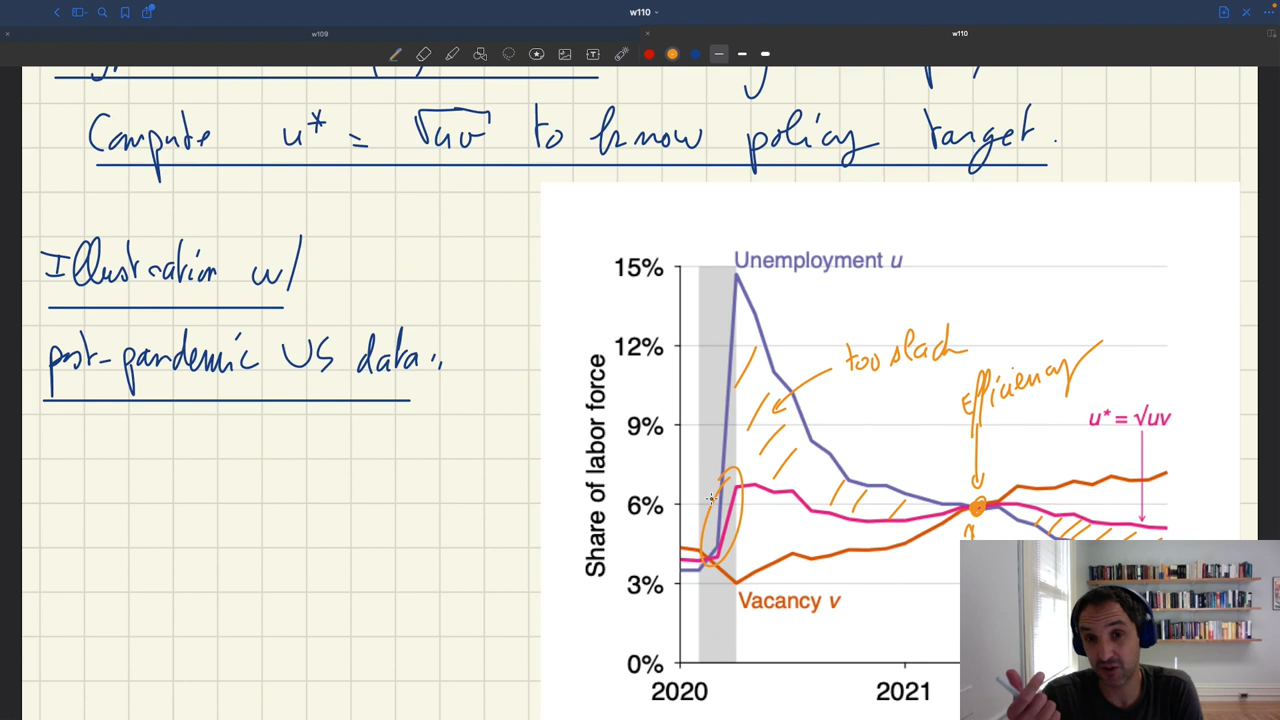 w110
w109
w110
Compute u* = √uv to know policy target.
Illustration w/
post-pandemic US data.
15%
Unemployment u
12%
too slack
Efficiency
9%
u* = √uv
6%
3%
Vacancy v
0%
2020
2021
Share of labor force